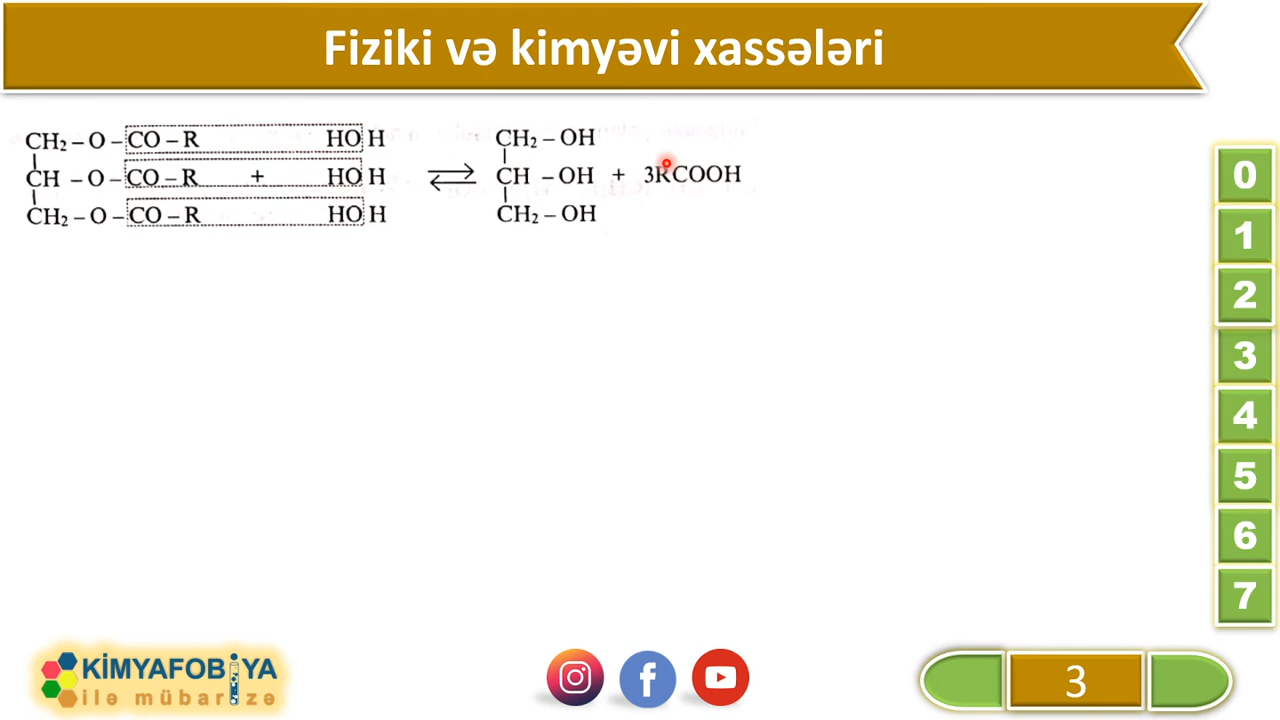 Fiziki və kimyəvi xassələri
CH₂ – O – CO – R HO H CH₂ – OH
CH – O – CO – R + HO H ⇌ CH – OH + 3RCOOH
CH₂ – O – CO – R HO H CH₂ – OH
0
1
2
3
4
5
6
7
KİMYAFOBİYA
ilə mübarizə
3